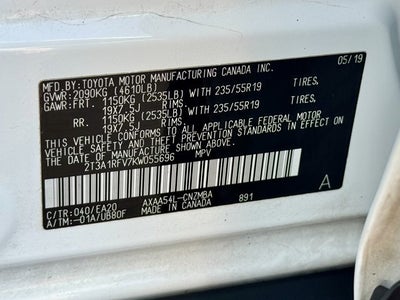 MFD. BY: TOYOTA MOTOR MANUFACTURING CANADA INC. 05/19
GVWR: 2090KG (4610LB)
GAWR: FRT. 1150KG (2535LB) WITH 235/55R19 TIRES,
19X7.5J RIMS,
RR. 1150KG (2535LB) WITH 235/55R19 TIRES,
19X7.5J RIMS,
THIS VEHICLE CONFORMS TO ALL APPLICABLE FEDERAL MOTOR
VEHICLE SAFETY AND THEFT PREVENTION STANDARDS IN EFFECT
ON THE DATE OF MANUFACTURE SHOWN ABOVE.
2T3A1RFV7KW055696 MPV
A
C/TR: 040/EA20 AXAA54L-CNZMBA 891
A/TM: -01A/UB80F MADE IN CANADA